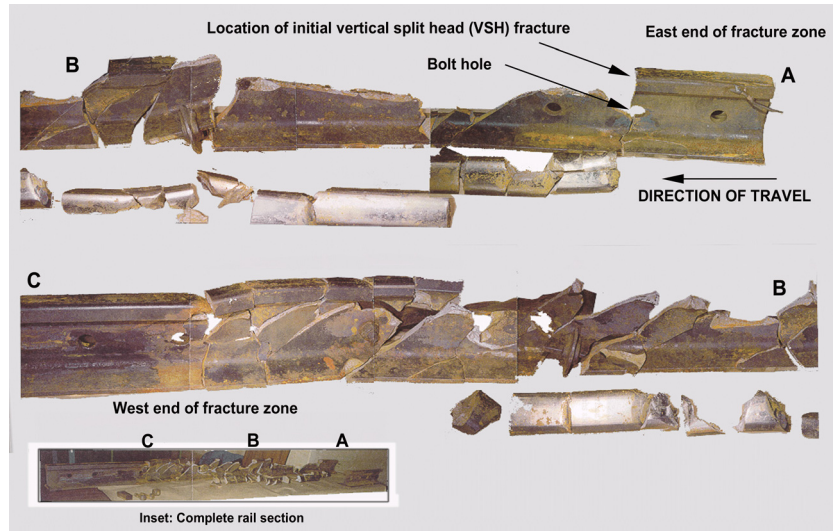 Location of initial vertical split head (VSH) fracture
East end of fracture zone
B
Bolt hole
A
DIRECTION OF TRAVEL
C
B
West end of fracture zone
C B A
Inset: Complete rail section